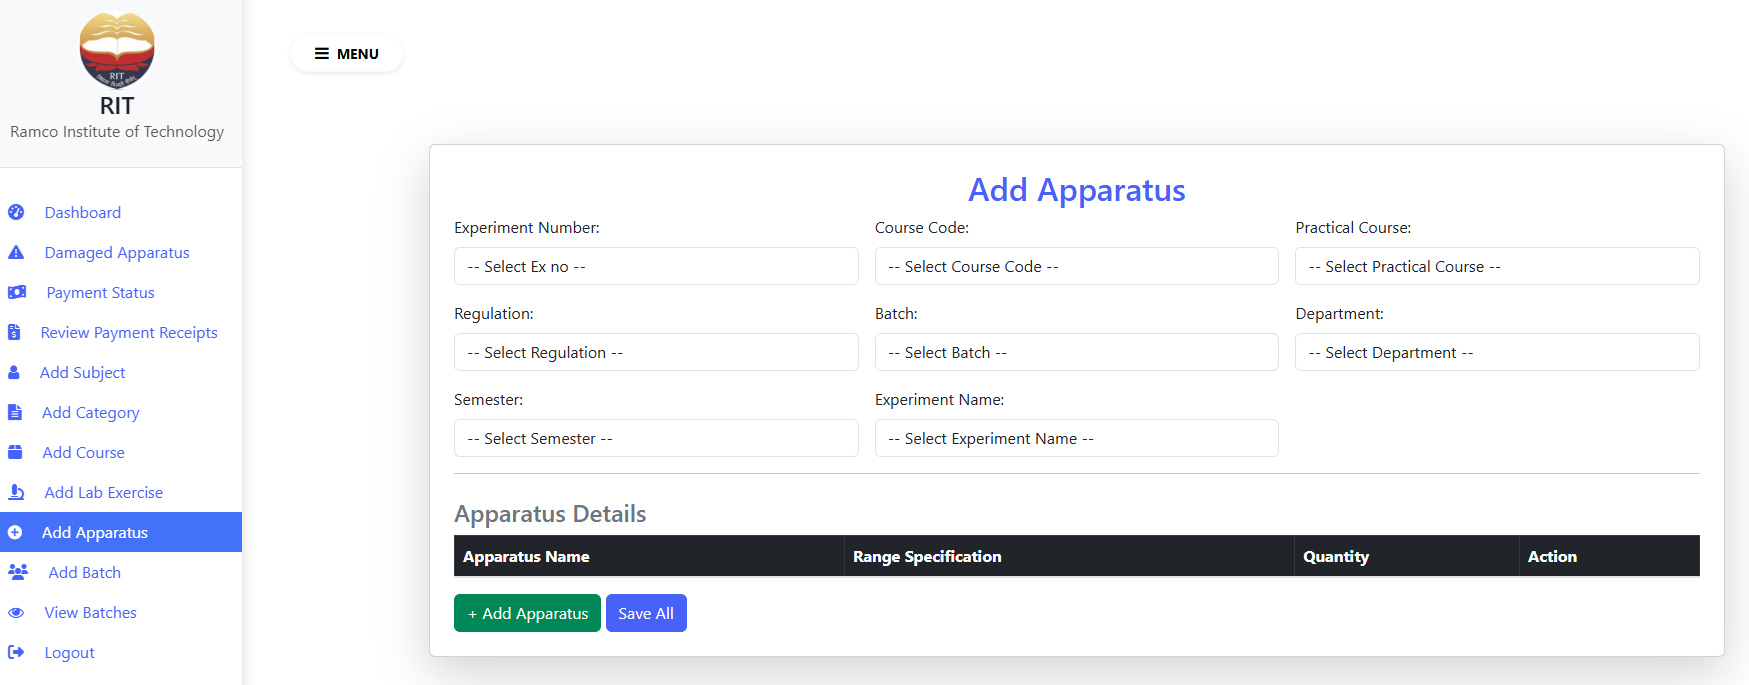 RIT
RIT
Ramco Institute of Technology
Dashboard
Damaged Apparatus
Payment Status
Review Payment Receipts
Add Subject
Add Category
Add Course
Add Lab Exercise
Add Apparatus
Add Batch
View Batches
Logout
MENU
Add Apparatus
Experiment Number: Course Code: Practical Course:
-- Select Ex no -- -- Select Course Code -- -- Select Practical Course --
Regulation: Batch: Department:
-- Select Regulation -- -- Select Batch -- -- Select Department --
Semester: Experiment Name:
-- Select Semester -- -- Select Experiment Name --
Apparatus Details
Apparatus Name Range Specification Quantity Action
+ Add Apparatus Save All